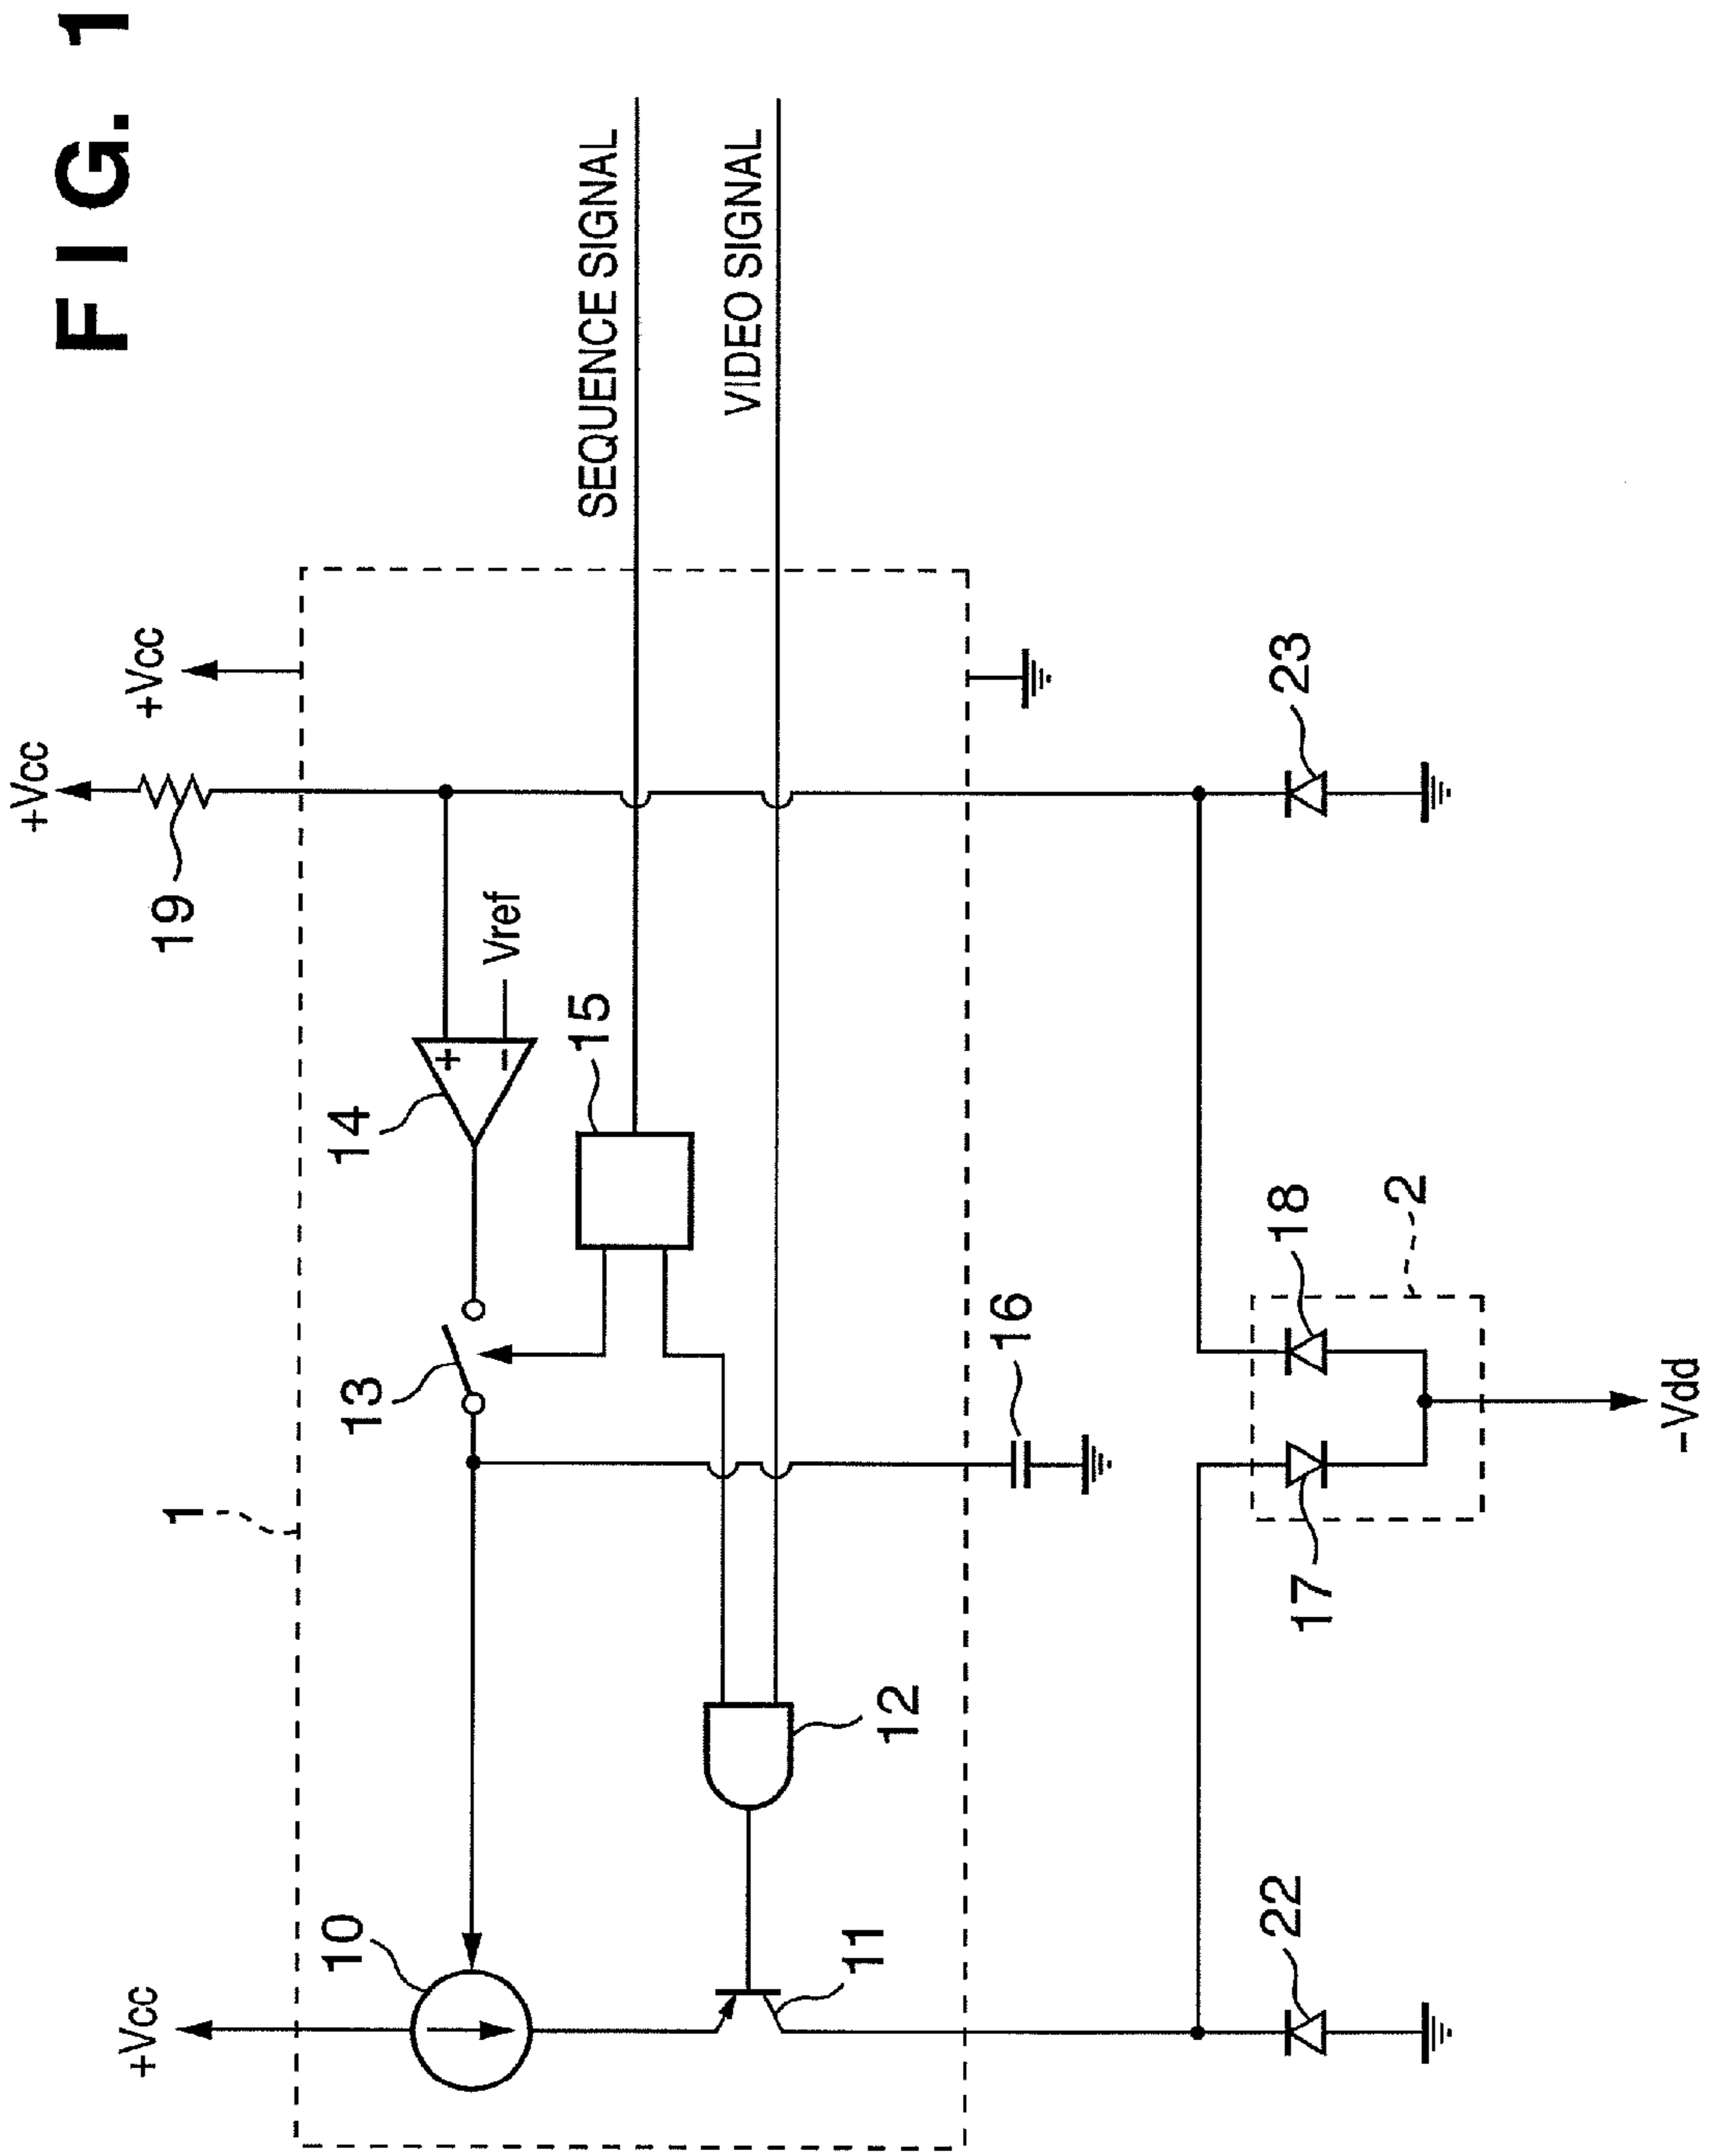 FIG. 1
+Vcc
+Vcc
19
SEQUENCE SIGNAL
VIDEO SIGNAL
Vref
+
-
14
15
13
1
16
12
10
11
+Vcc
23
18
2
17
22
-Vdd